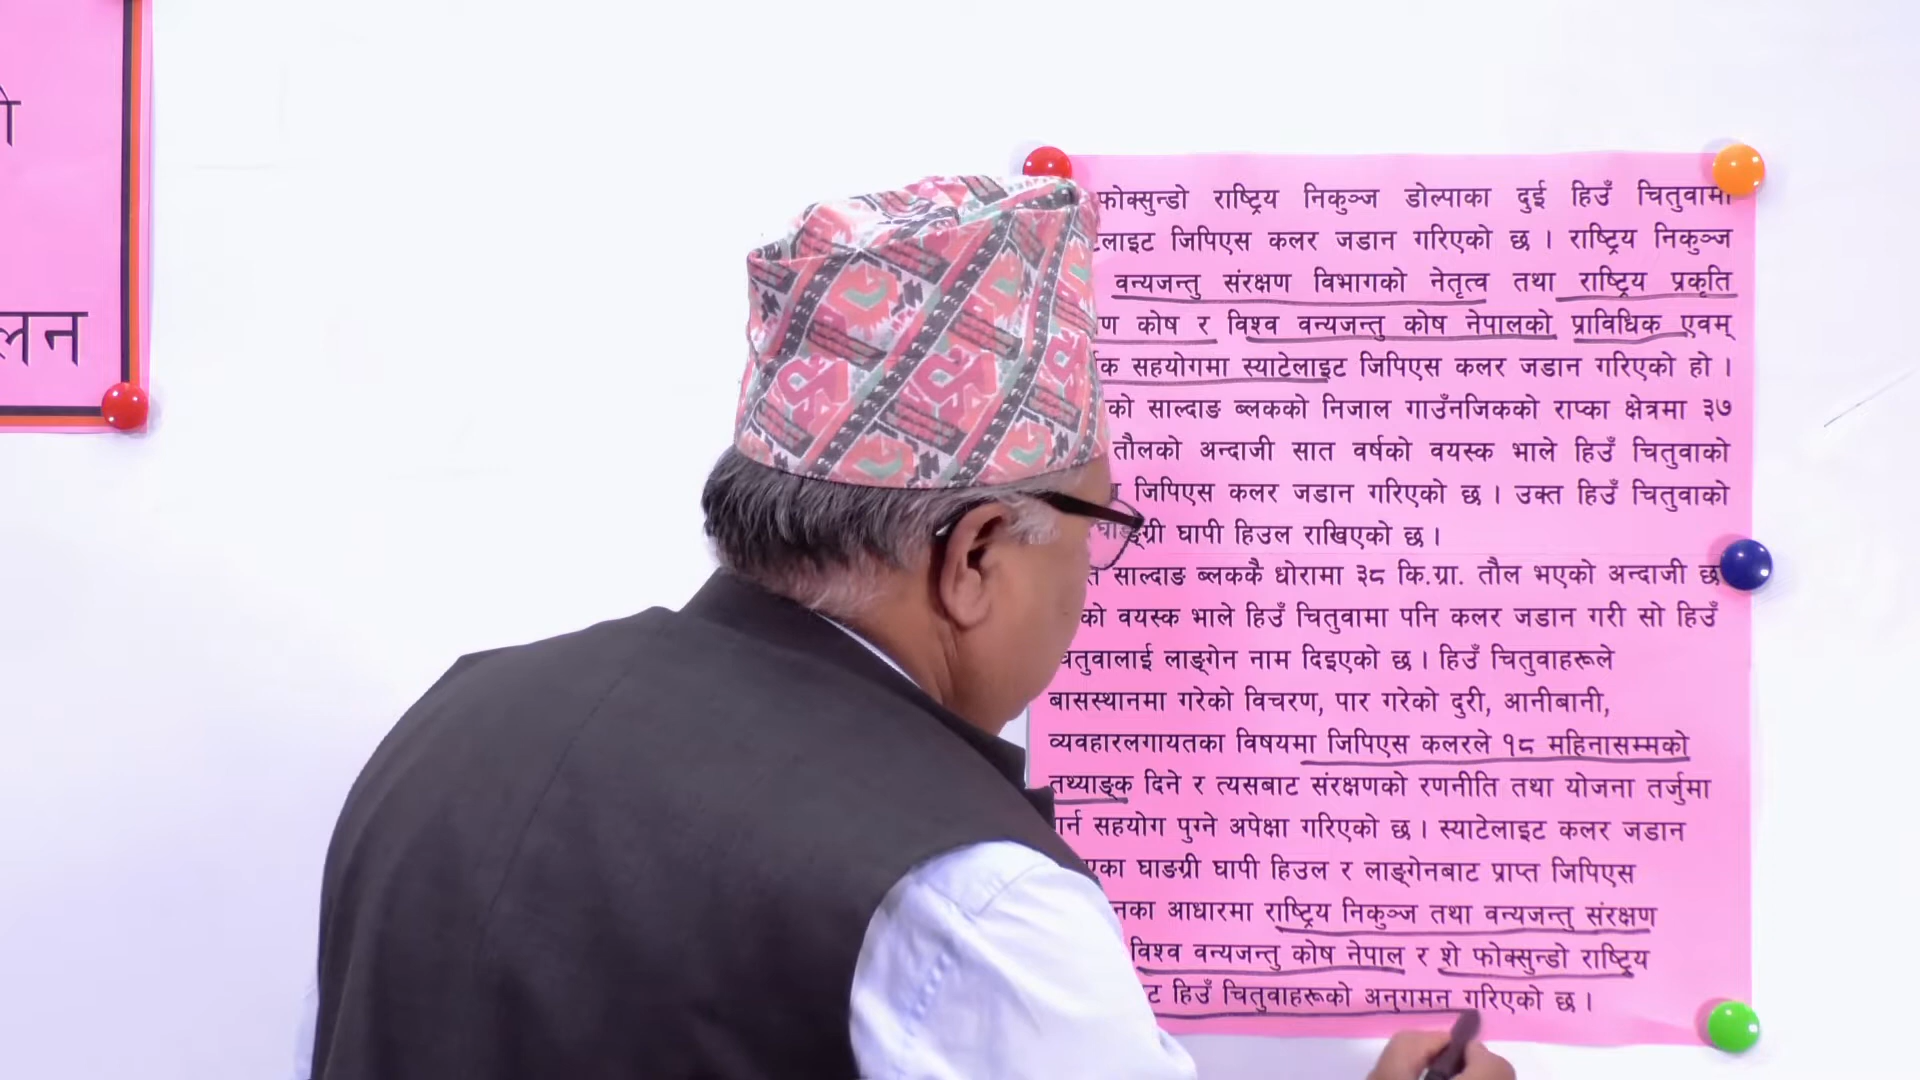 लन
फोक्सुन्डो राष्ट्रिय निकुञ्ज डोल्पाका दुई हिउँ चितुवामा
जिपिएस कलर जडान गरिएको छ । राष्ट्रिय निकुञ्ज
वन्यजन्तु संरक्षण विभागको नेतृत्व तथा राष्ट्रिय प्रकृति
कोष र विश्व वन्यजन्तु कोष नेपालको प्राविधिक एवम्
सहयोगमा स्याटेलाइट जिपिएस कलर जडान गरिएको हो ।
साल्दाङ ब्लकको निजाल गाउँनजिकको राप्का क्षेत्रमा ३७
तौलको अन्दाजी सात वर्षको वयस्क भाले हिउँ चितुवाको
जिपिएस कलर जडान गरिएको छ । उक्त हिउँ चितुवाको
घापी हिउल राखिएको छ ।
साल्दाङ ब्लककै धोरामा ३८ कि.ग्रा. तौल भएको अन्दाजी छ
वयस्क भाले हिउँ चितुवामा पनि कलर जडान गरी सो हिउँ
लाङ्गेन नाम दिइएको छ । हिउँ चितुवाहरूले
बासस्थानमा गरेको विचरण, पार गरेको दुरी, आनीबानी,
व्यवहारलगायतका विषयमा जिपिएस कलरले १८ महिनासम्मको
तथ्याङ्क दिने र त्यसबाट संरक्षणको रणनीति तथा योजना तर्जुमा
सहयोग पुग्ने अपेक्षा गरिएको छ । स्याटेलाइट कलर जडान
घाङग्री घापी हिउल र लाङ्गेनबाट प्राप्त जिपिएस
आधारमा राष्ट्रिय निकुञ्ज तथा वन्यजन्तु संरक्षण
विश्व वन्यजन्तु कोष नेपाल र शे फोक्सुन्डो राष्ट्रिय
हिउँ चितुवाहरूको अनुगमन गरिएको छ ।